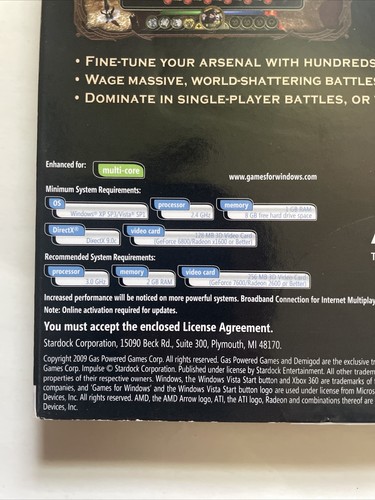 • Fine-tune your arsenal with hundreds
• Wage massive, world-shattering battles
• Dominate in single-player battles, or
Enhanced for: multi-core
www.gamesforwindows.com
Minimum System Requirements:
OS processor memory
Windows® XP SP3/Vista® SP1 2.4 GHz 1 GB RAM
8 GB free hard drive space
DirectX® video card
DirectX 9.0c 128 MB 3D Video Card
(GeForce 6800/Radeon x1600 or Better)
Recommended System Requirements:
processor memory video card
3.0 GHz 2 GB RAM 256 MB 3D Video Card
(GeForce 7600/Radeon 2600 or Better)
Increased performance will be noticed on more powerful systems. Broadband Connection for Internet Multiplay
Note: Online activation required for updates.
You must accept the enclosed License Agreement.
Stardock Corporation, 15090 Beck Rd., Suite 300, Plymouth, MI 48170.
Copyright 2009 Gas Powered Games Corp. All rights reserved. Gas Powered Games and Demigod are the exclusive
Games Corp. Impulse © Stardock Corporation. Published under license by Stardock Entertainment. All other
properties of their respective owners. Windows, the Windows Vista Start button and Xbox 360 are trademarks of
companies, and 'Games for Windows' and the Windows Vista Start button logo are used under license from Micros
Devices, Inc. All rights reserved. AMD, the AMD Arrow logo, ATI, the ATI logo, Radeon and combinations thereof are
Devices, Inc.